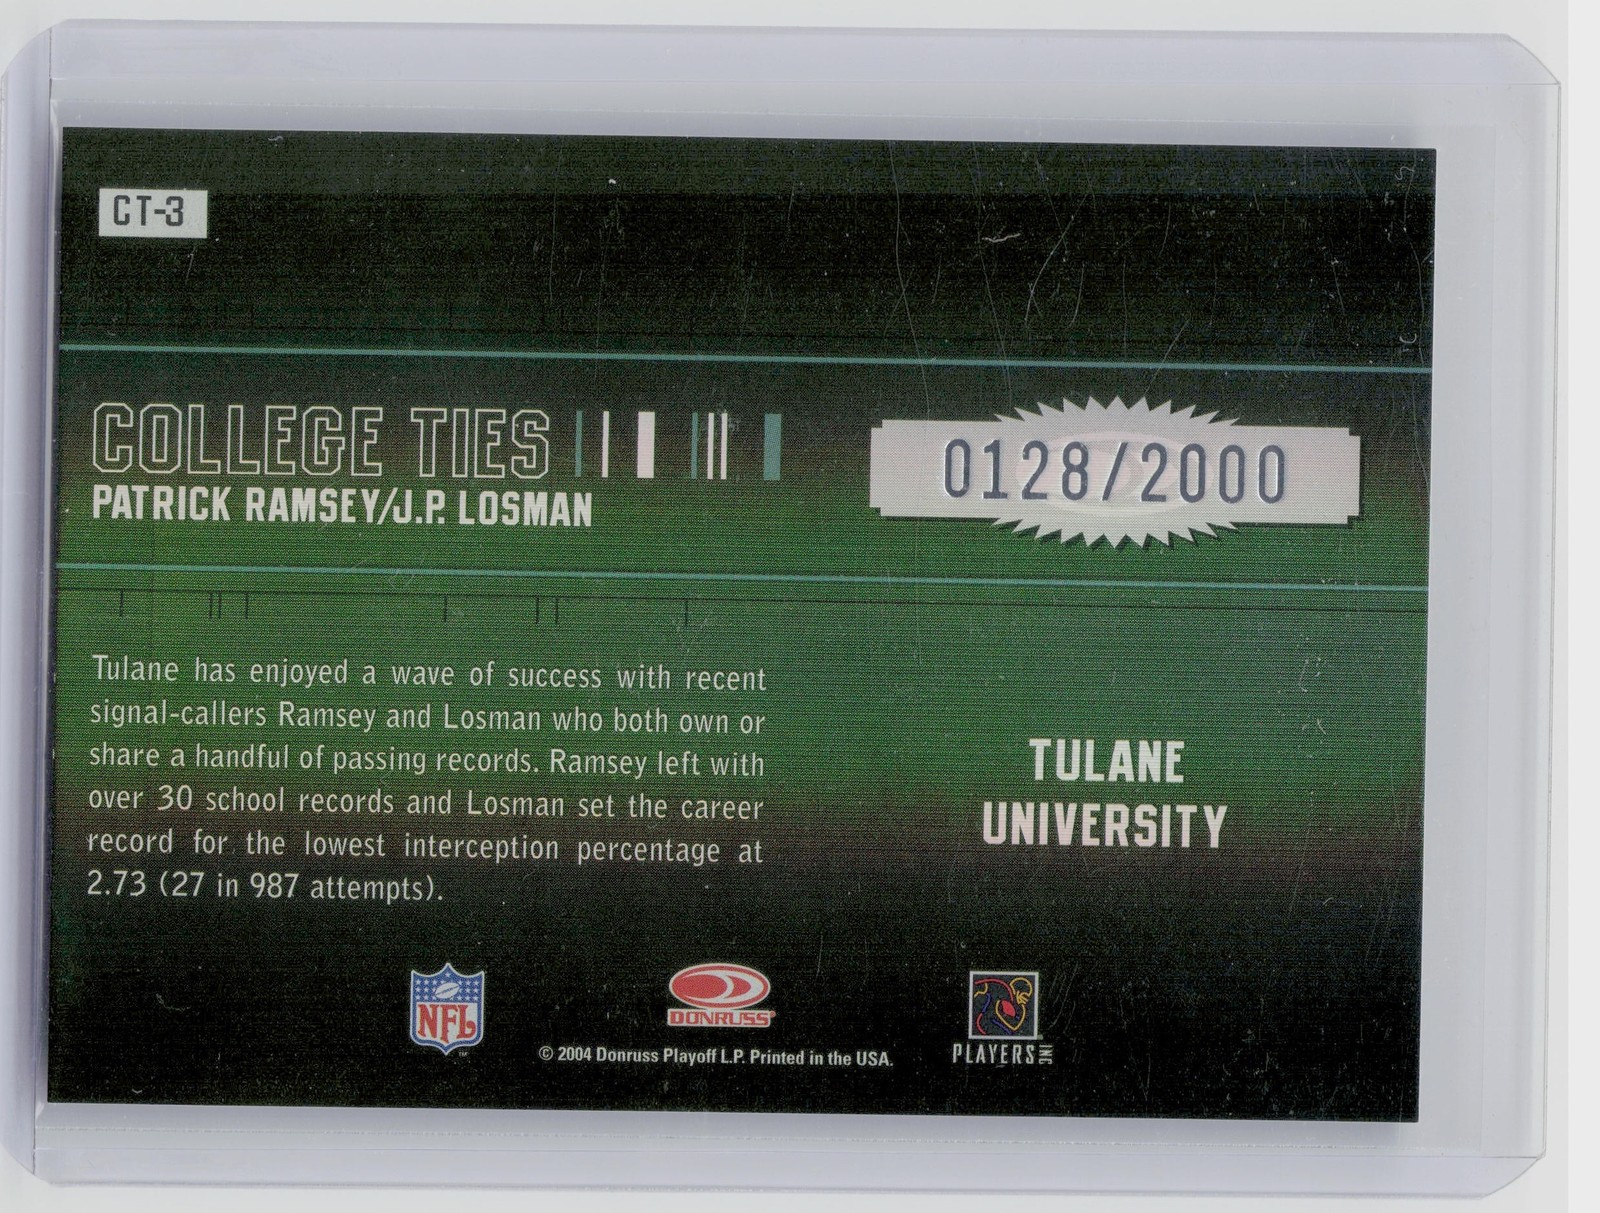 CT-3
COLLEGE TIES
PATRICK RAMSEY/J.P. LOSMAN
0128/2000
Tulane has enjoyed a wave of success with recent
signal-callers Ramsey and Losman who both own or
share a handful of passing records. Ramsey left with
over 30 school records and Losman set the career
record for the lowest interception percentage at
2.73 (27 in 987 attempts).
TULANE
UNIVERSITY
NFL
TM
DONRUSS®
© 2004 Donruss Playoff L.P. Printed in the USA.
PLAYERS INC